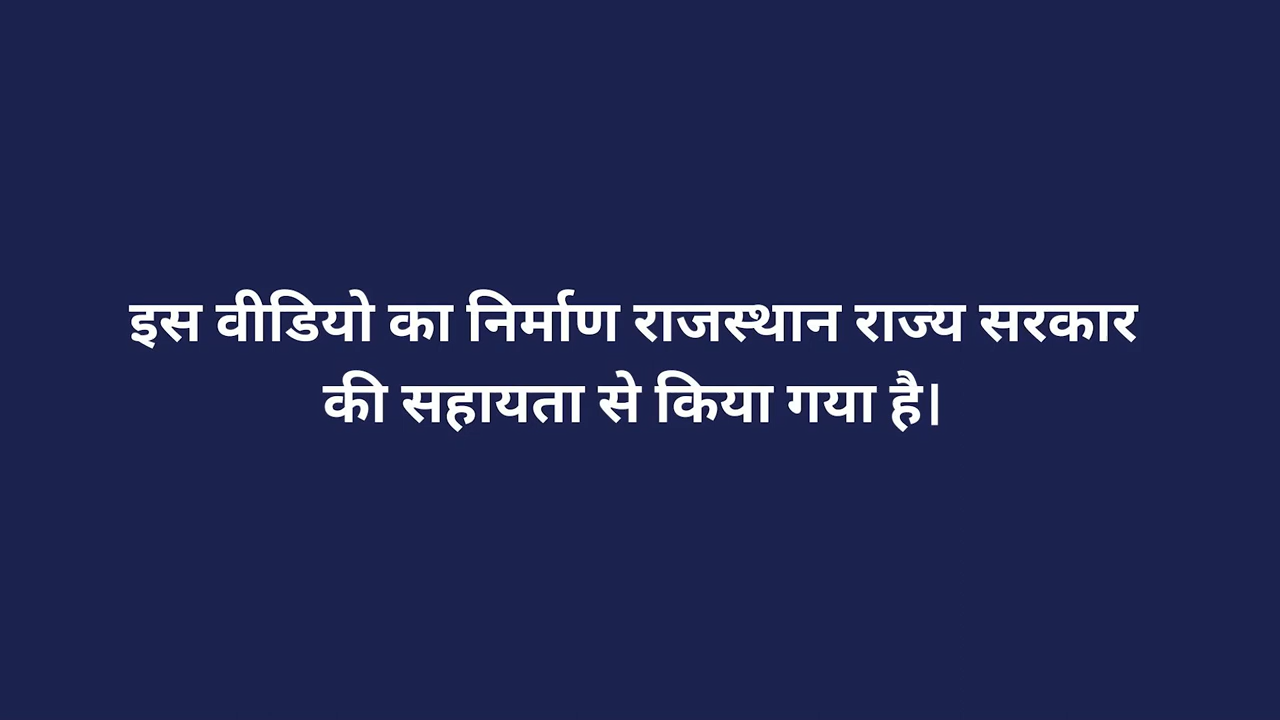 इस वीडियो का निर्माण राजस्थान राज्य सरकार
की सहायता से किया गया है।